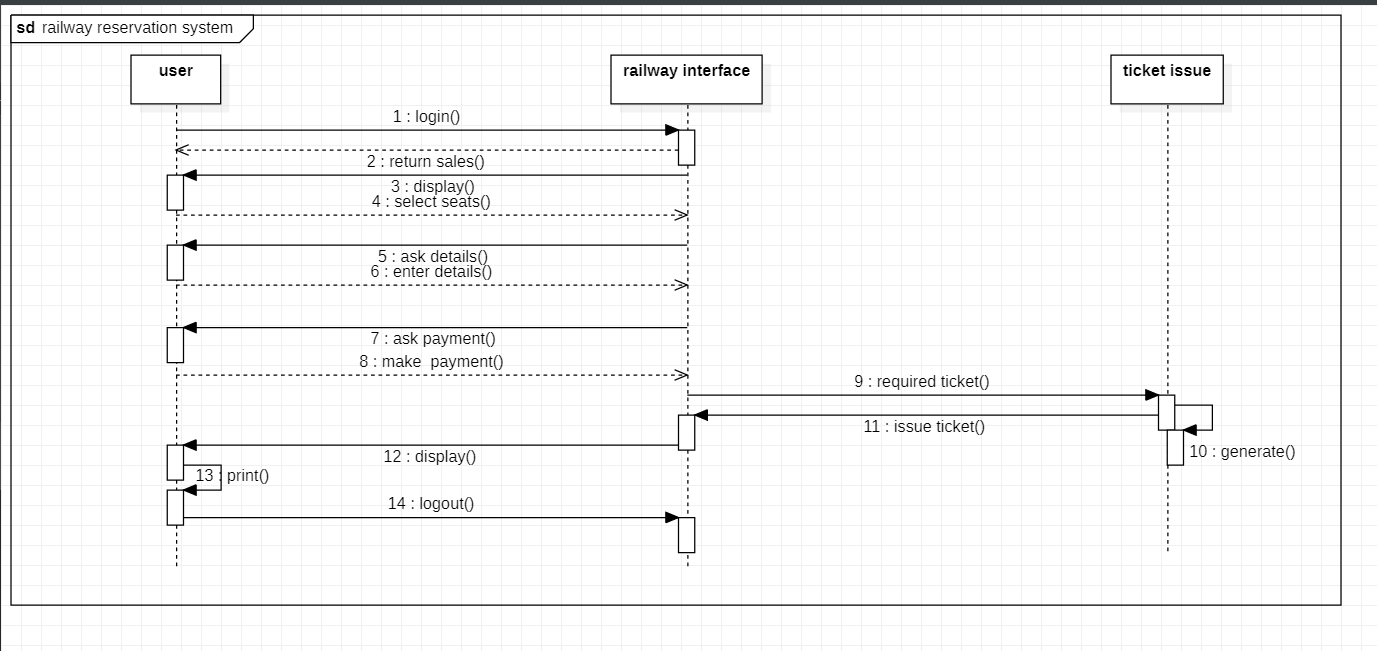 sd railway reservation system
user
railway interface
ticket issue
1 : login()
2 : return sales()
3 : display()
4 : select seats()
5 : ask details()
6 : enter details()
7 : ask payment()
8 : make  payment()
9 : required ticket()
11 : issue ticket()
10 : generate()
12 : display()
13 : print()
14 : logout()